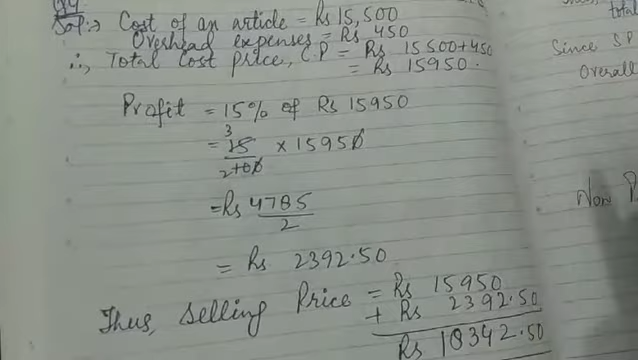 Q4
Sol:→ Cost of an article = Rs 15,500
Overhead expenses = Rs 450
∴, Total Cost price, C.P = Rs 15500+450
= Rs 15950.
Profit = 15% of Rs 15950
3
= 15 × 15950
2 100
= Rs 4785
2
= Rs 2392.50
Thus, Selling Price = Rs 15950
+ Rs 2392.50
Rs 18342.50
total
Since S.P
Overall
Now P